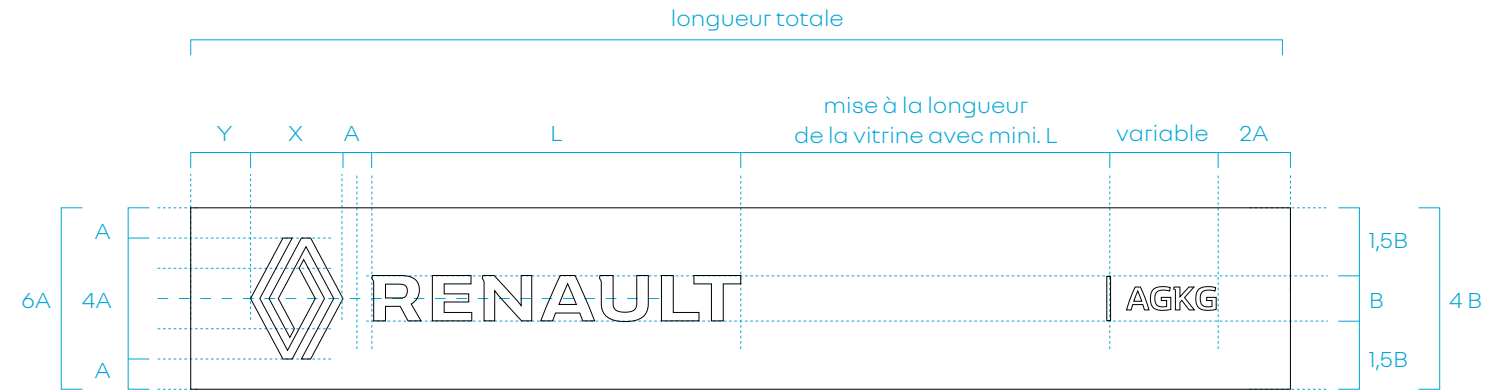 longueur totale
mise à la longueur
Y X A L de la vitrine avec mini. L variable 2A
A
1,5B
6A 4A
RENAULT
AGKG
B 4 B
1,5B
A